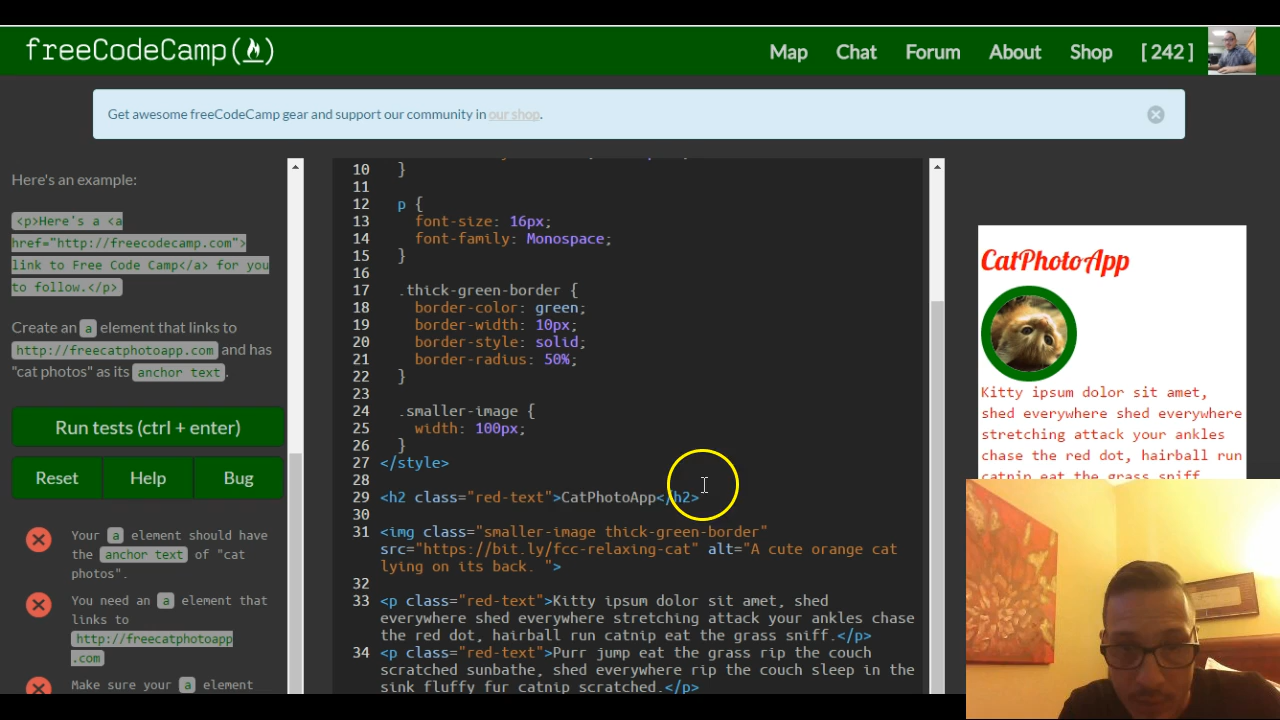 freeCodeCamp
Map Chat Forum About Shop [ 242 ]
Get awesome freeCodeCamp gear and support our community in our shop.
Here's an example:
<p>Here's a <a
href="http://freecodecamp.com">
link to Free Code Camp</a> for you
to follow.</p>
Create an a element that links to
http://freecatphotoapp.com and has
"cat photos" as its anchor text.
Run tests (ctrl + enter)
Reset Help Bug
Your a element should have
the anchor text of "cat
photos".
You need an a element that
links to
http://freecatphotoapp
.com
Make sure your a element
10 }
11
12 p {
13 font-size: 16px;
14 font-family: Monospace;
15 }
16
17 .thick-green-border {
18 border-color: green;
19 border-width: 10px;
20 border-style: solid;
21 border-radius: 50%;
22 }
23
24 .smaller-image {
25 width: 100px;
26 }
27 </style>
28
29 <h2 class="red-text">CatPhotoApp</h2>
30
31 <img class="smaller-image thick-green-border"
src="https://bit.ly/fcc-relaxing-cat" alt="A cute orange cat
lying on its back. ">
32
33 <p class="red-text">Kitty ipsum dolor sit amet, shed
everywhere shed everywhere stretching attack your ankles chase
the red dot, hairball run catnip eat the grass sniff.</p>
34 <p class="red-text">Purr jump eat the grass rip the couch
scratched sunbathe, shed everywhere rip the couch sleep in the
sink fluffy fur catnip scratched.</p>
CatPhotoApp
Kitty ipsum dolor sit amet,
shed everywhere shed everywhere
stretching attack your ankles
chase the red dot, hairball run
catnip eat the grass sniff.